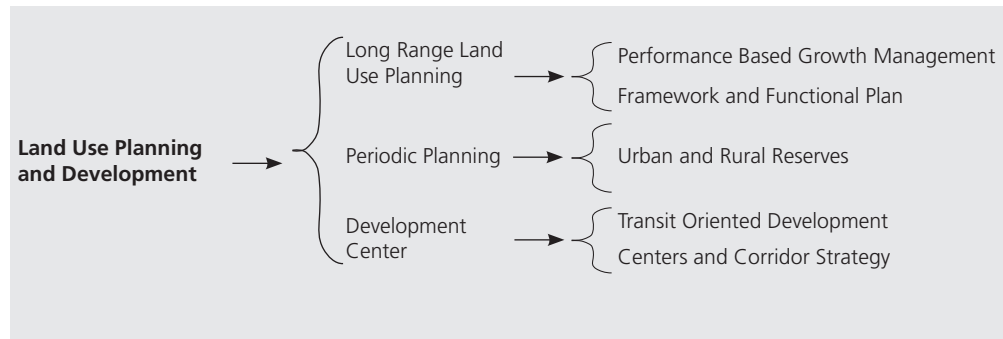 Land Use Planning
and Development
Long Range Land
Use Planning
Performance Based Growth Management
Framework and Functional Plan
Periodic Planning
Urban and Rural Reserves
Development
Center
Transit Oriented Development
Centers and Corridor Strategy